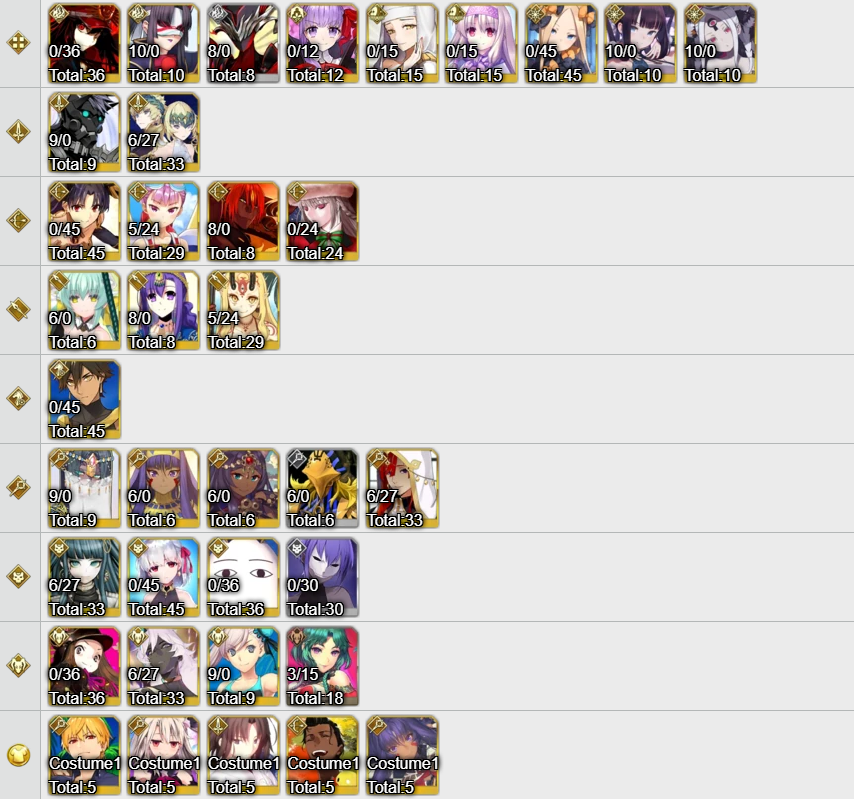 0/36 10/0 8/0 0/12 0/15 0/15 0/45 10/0 10/0
Total:36 Total:10 Total:8 Total:12 Total:15 Total:15 Total:45 Total:10 Total:10
9/0 6/27
Total:9 Total:33
0/45 5/24 8/0 0/24
Total:45 Total:29 Total:8 Total:24
6/0 8/0 5/24
Total:6 Total:8 Total:29
0/45
Total:45
9/0 6/0 6/0 6/0 6/27
Total:9 Total:6 Total:6 Total:6 Total:33
6/27 0/45 0/36 0/30
Total:33 Total:45 Total:36 Total:30
0/36 6/27 9/0 3/15
Total:36 Total:33 Total:9 Total:18
Costume1 Costume1 Costume1 Costume1 Costume1
Total:5 Total:5 Total:5 Total:5 Total:5